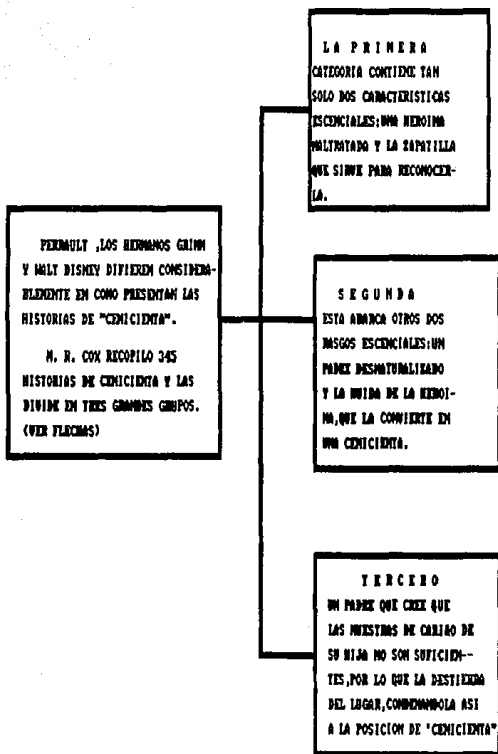 PERRAULT ,LOS HERMANOS GRIMM
Y WALT DISNEY DIFIEREN CONSIDERA-
BLEMENTE EN COMO PRESENTAN LAS
HISTORIAS DE "CENICIENTA".
M. R. COX RECOPILO 345
HISTORIAS DE CENICIENTA Y LAS
DIVIDE EN TRES GRANDES GRUPOS.
(VER FLECHAS)
LA PRIMERA
CATEGORIA CONTIENE TAN
SOLO DOS CARACTERISTICAS
ESCENCIALES:UNA HEROINA
MALTRATADA Y LA ZAPATILLA
QUE SIRVE PARA RECONOCER-
LA.
SEGUNDA
ESTA ABARCA OTROS DOS
RASGOS ESCENCIALES:UN
PADRE DESNATURALIZADO
Y LA HUIDA DE LA HEROI-
NA,QUE LA CONVIERTE EN
UNA CENICIENTA.
TERCERO
UN PADRE QUE CREE QUE
LAS MUESTRAS DE CARIÑO DE
SU HIJA NO SON SUFICIEN--
TES,POR LO QUE LA DESTIERRA
DEL LUGAR,CONDENANDOLA ASI
A LA POSICION DE "CENICIENTA"